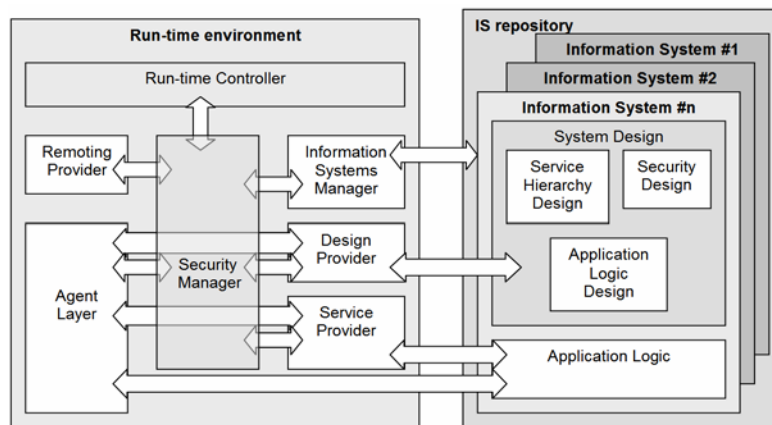 Run-time environment
Run-time Controller
Remoting
Provider
Information
Systems
Manager
Security
Manager
Design
Provider
Agent
Layer
Service
Provider
IS repository
Information System #1
Information System #2
Information System #n
System Design
Service
Hierarchy
Design
Security
Design
Application
Logic
Design
Application Logic